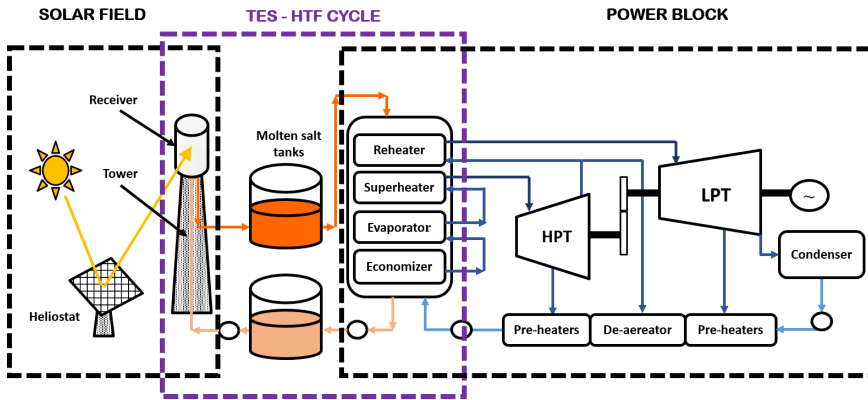 SOLAR FIELD
TES - HTF CYCLE
POWER BLOCK
Receiver
Tower
Heliostat
Molten salt
tanks
Reheater
Superheater
Evaporator
Economizer
HPT
LPT
~
Condenser
Pre-heaters
De-aereator
Pre-heaters